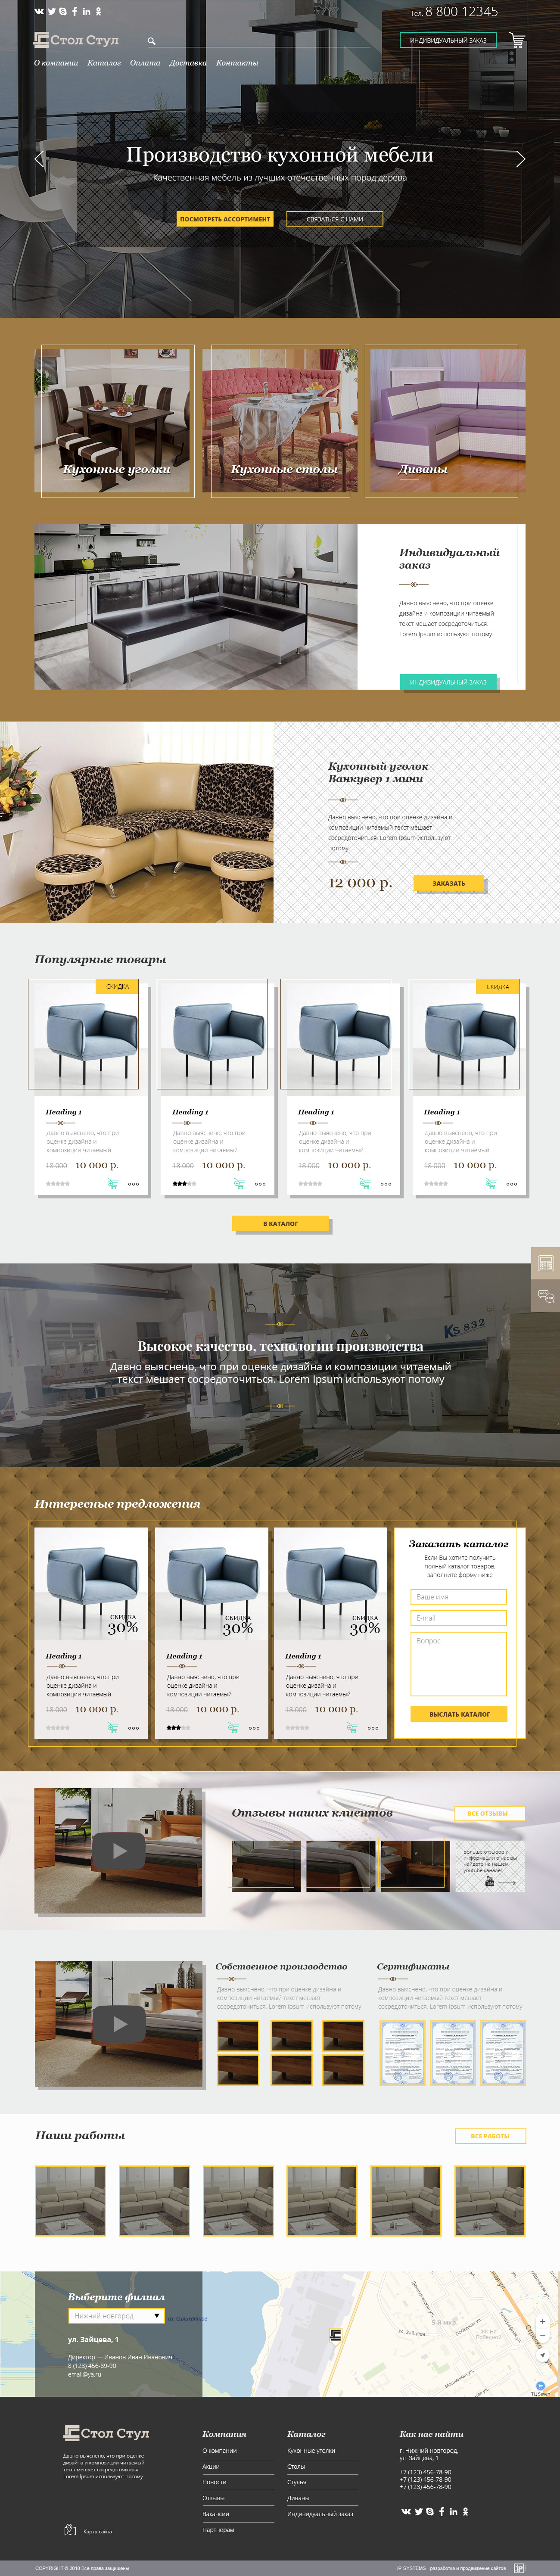 Тел. 8 800 12345
Стол Стул
ИНДИВИДУАЛЬНЫЙ ЗАКАЗ
О компании Каталог Оплата Доставка Контакты
Производство кухонной мебели
Качественная мебель из лучших отечественных пород дерева
ПОСМОТРЕТЬ АССОРТИМЕНТ
СВЯЗАТЬСЯ С НАМИ
Кухонные уголки
Кухонные столы
Диваны
Индивидуальный
заказ
Давно выяснено, что при оценке
дизайна и композиции читаемый
текст мешает сосредоточиться.
Lorem Ipsum используют потому
ИНДИВИДУАЛЬНЫЙ ЗАКАЗ
Кухонный уголок
Ванкувер 1 мини
Давно выяснено, что при оценке дизайна и
композиции читаемый текст мешает
сосредоточиться. Lorem Ipsum используют
потому
12 000 р.
ЗАКАЗАТЬ
Популярные товары
СКИДКА
СКИДКА
Heading 1
Давно выяснено, что при
оценке дизайна и
композиции читаемый
18 000 10 000 р.
Heading 1
Давно выяснено, что при
оценке дизайна и
композиции читаемый
18 000 10 000 р.
Heading 1
Давно выяснено, что при
оценке дизайна и
композиции читаемый
18 000 10 000 р.
Heading 1
Давно выяснено, что при
оценке дизайна и
композиции читаемый
18 000 10 000 р.
В КАТАЛОГ
KS 832
Высокое качество, технологии производства
Давно выяснено, что при оценке дизайна и композиции читаемый
текст мешает сосредоточиться. Lorem Ipsum используют потому
Интересные предложения
СКИДКА
30%
Heading 1
Давно выяснено, что при
оценке дизайна и
композиции читаемый
18 000 10 000 р.
СКИДКА
30%
Heading 1
Давно выяснено, что при
оценке дизайна и
композиции читаемый
18 000 10 000 р.
СКИДКА
30%
Heading 1
Давно выяснено, что при
оценке дизайна и
композиции читаемый
18 000 10 000 р.
Заказать каталог
Если Вы хотите получить
полный каталог товаров,
заполните форму ниже
Ваше имя
E-mail
Вопрос
ВЫСЛАТЬ КАТАЛОГ
Отзывы наших клиентов
ВСЕ ОТЗЫВЫ
Больше отзывов и
информации о нас вы
найдете на нашем
youtube канале!
Собственное производство
Давно выяснено, что при оценке дизайна и
композиции читаемый текст мешает
сосредоточиться. Lorem Ipsum используют потому
Сертификаты
Давно выяснено, что при оценке дизайна и
композиции читаемый текст мешает
сосредоточиться. Lorem Ipsum используют потому
Наши работы
ВСЕ РАБОТЫ
Выберите филиал
Нижний новгород
ул. Зайцева, 1
Директор — Иванов Иван Иванович
8 (123) 456-89-90
email@ya.ru
ул. Зайцева
Стол Стул
Давно выяснено, что при оценке
дизайна и композиции читаемый
текст мешает сосредоточиться.
Lorem Ipsum используют потому
Карта сайта
Компания
О компании
Акции
Новости
Отзывы
Вакансии
Партнерам
Каталог
Кухонные уголки
Столы
Стулья
Диваны
Индивидуальный заказ
Как нас найти
г. Нижний Новгород,
ул. Зайцева, 1
+7 (123) 456-78-90
+7 (123) 456-78-90
+7 (123) 456-78-90
COPYRIGHT © 2016 Все права защищены
IP-SYSTEMS - разработка и продвижение сайтов